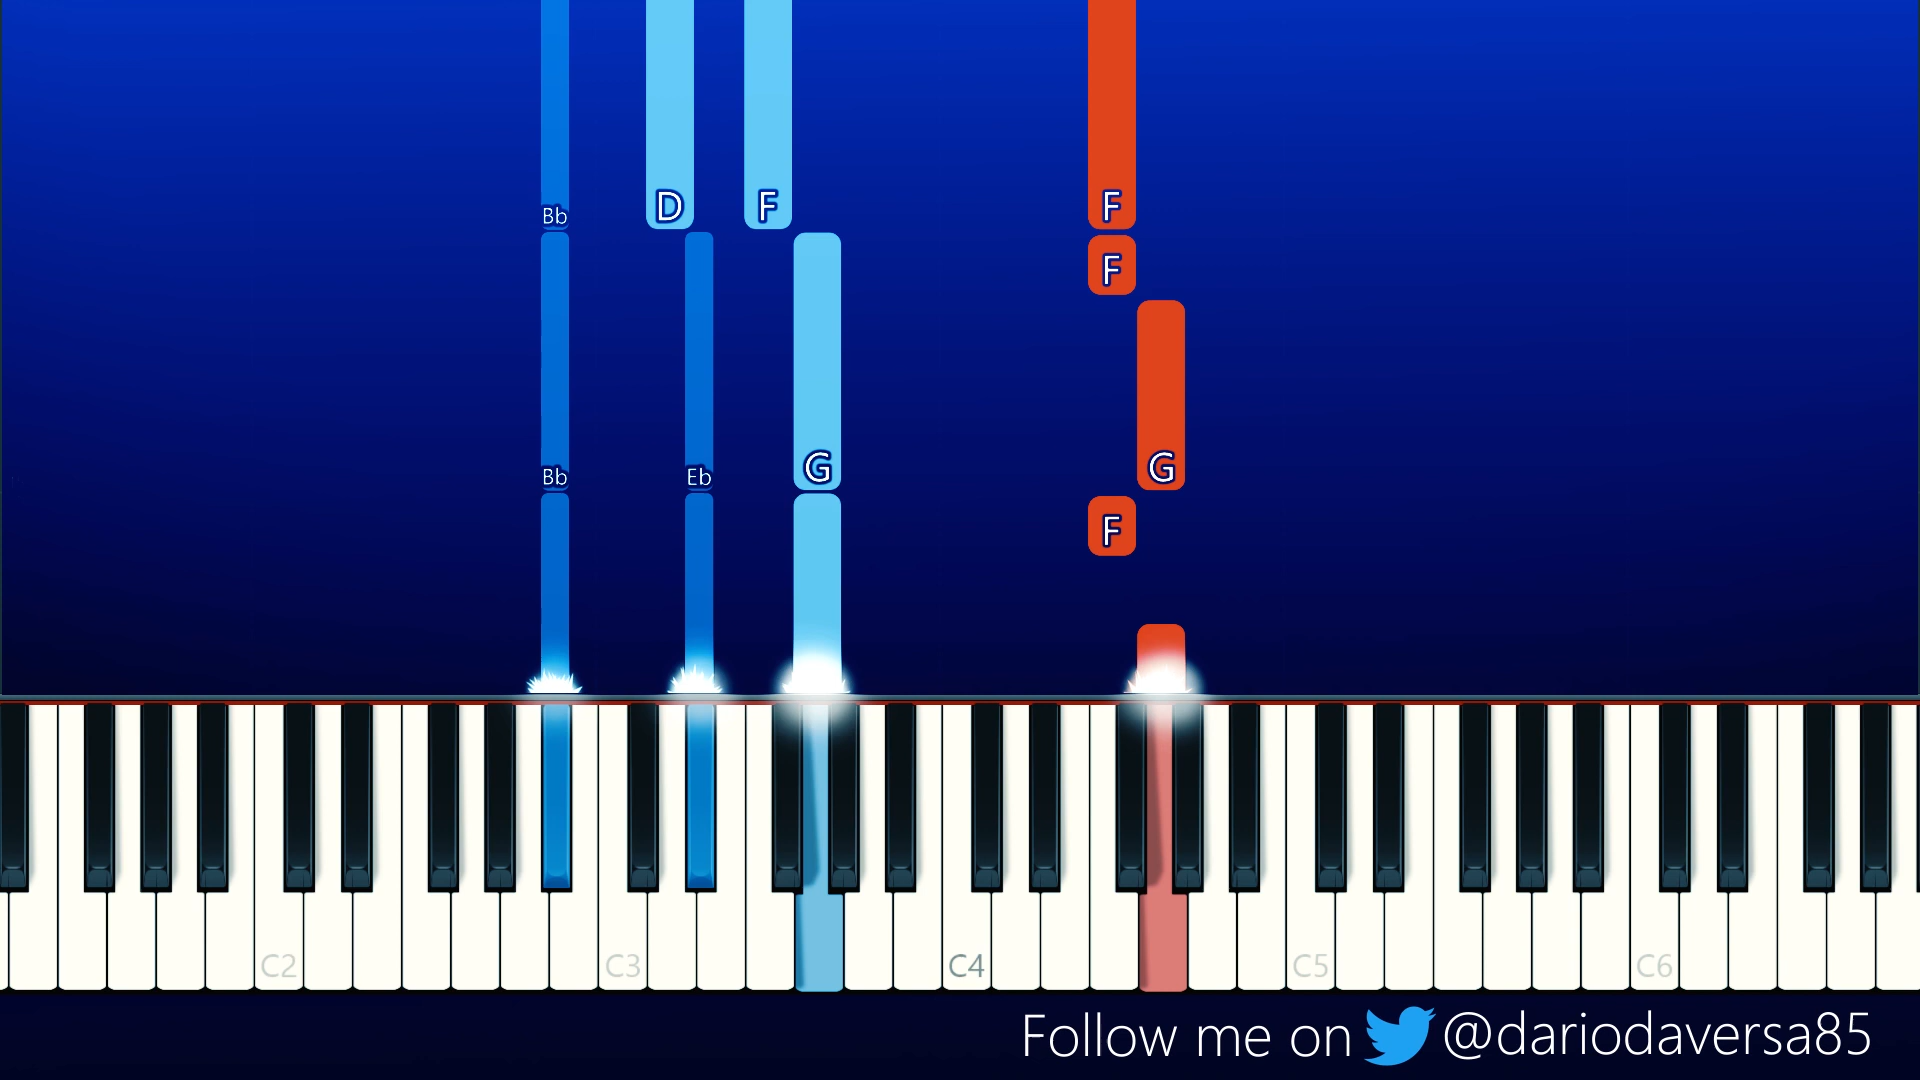 Bb D F F
F
Bb Eb G G
F
C2 C3 C4 C5 C6
Follow me on @dariodaversa85